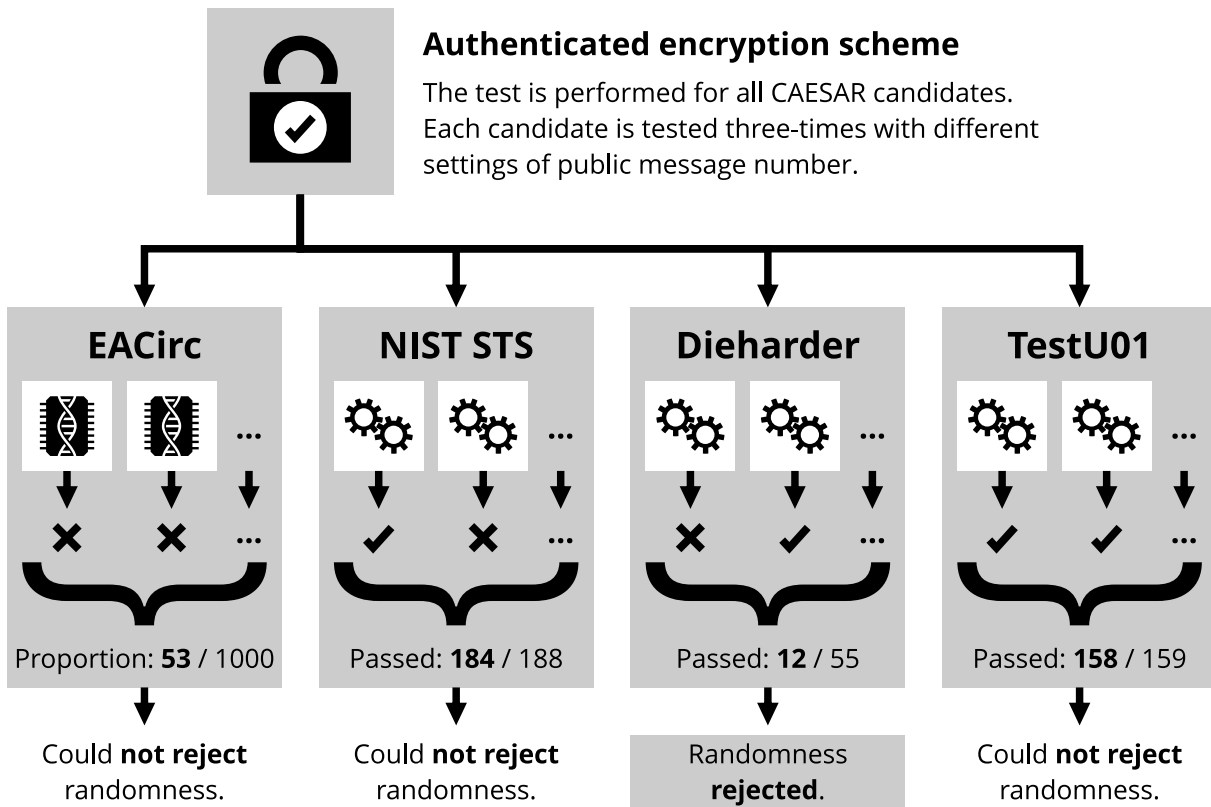 Authenticated encryption scheme
The test is performed for all CAESAR candidates.
Each candidate is tested three-times with different
settings of public message number.
EACirc
...
...
Proportion: 53 / 1000
Could not reject
randomness.
NIST STS
...
...
Passed: 184 / 188
Could not reject
randomness.
Dieharder
...
...
Passed: 12 / 55
Randomness
rejected.
TestU01
...
...
Passed: 158 / 159
Could not reject
randomness.